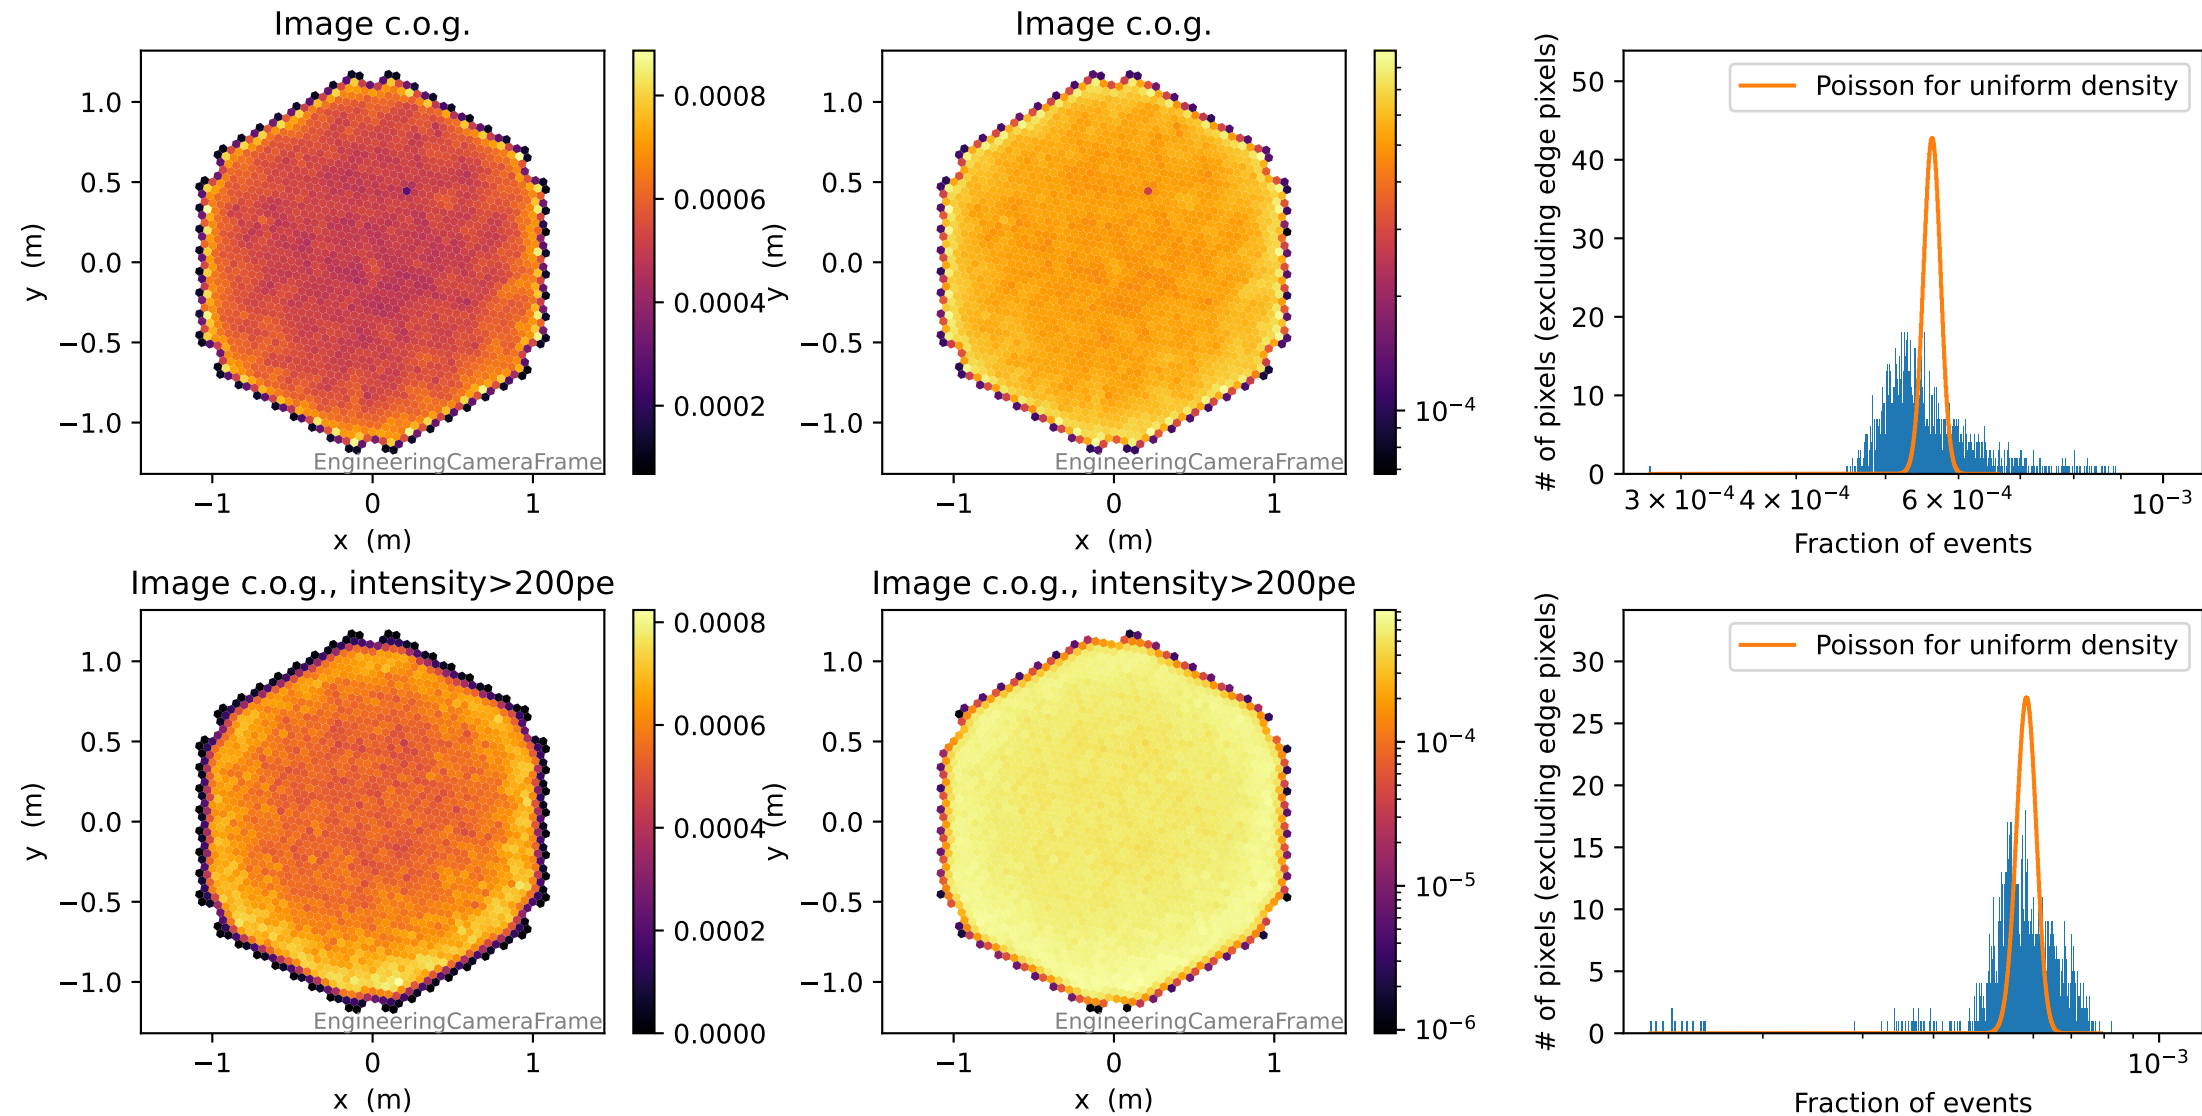 Image c.o.g.
y (m)
1.0
0.5
0.0
−0.5
−1.0
−1
0
1
x (m)
EngineeringCameraFrame
0.0008
0.0006
0.0004
0.0002
Image c.o.g.
y (m)
1.0
0.5
0.0
−0.5
−1.0
−1
0
1
x (m)
EngineeringCameraFrame
10⁻⁴
# of pixels (excluding edge pixels)
50
40
30
20
10
0
Poisson for uniform density
3 × 10⁻⁴
4 × 10⁻⁴
6 × 10⁻⁴
10⁻³
Fraction of events
Image c.o.g., intensity>200pe
y (m)
1.0
0.5
0.0
−0.5
−1.0
−1
0
1
x (m)
EngineeringCameraFrame
0.0008
0.0006
0.0004
0.0002
0.0000
Image c.o.g., intensity>200pe
y (m)
1.0
0.5
0.0
−0.5
−1.0
−1
0
1
x (m)
EngineeringCameraFrame
10⁻⁴
10⁻⁵
10⁻⁶
# of pixels (excluding edge pixels)
30
25
20
15
10
5
0
Poisson for uniform density
10⁻³
Fraction of events